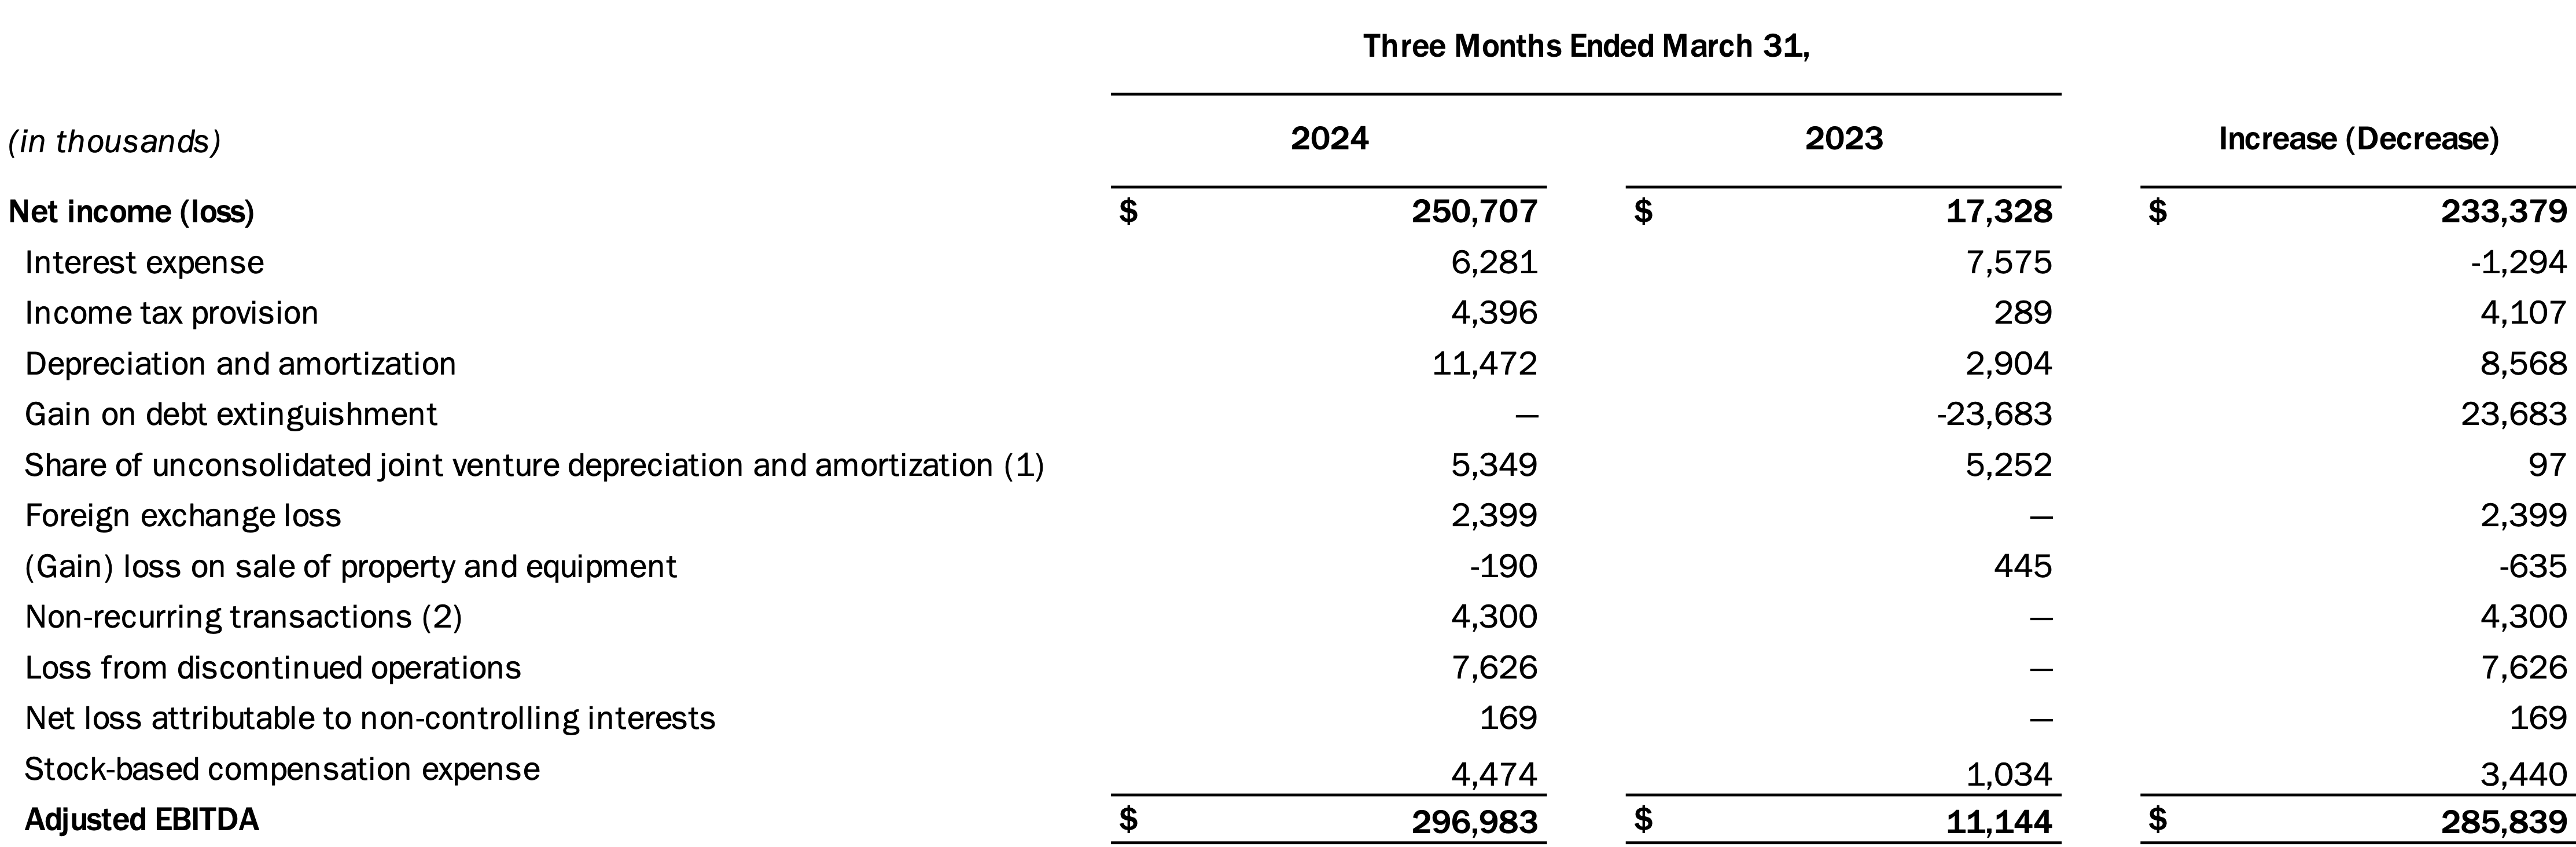 Three Months Ended March 31,
(in thousands) 2024 2023 Increase (Decrease)
Net income (loss) $ 250,707 $ 17,328 $ 233,379
Interest expense 6,281 7,575 -1,294
Income tax provision 4,396 289 4,107
Depreciation and amortization 11,472 2,904 8,568
Gain on debt extinguishment — -23,683 23,683
Share of unconsolidated joint venture depreciation and amortization (1) 5,349 5,252 97
Foreign exchange loss 2,399 — 2,399
(Gain) loss on sale of property and equipment -190 445 -635
Non-recurring transactions (2) 4,300 — 4,300
Loss from discontinued operations 7,626 — 7,626
Net loss attributable to non-controlling interests 169 — 169
Stock-based compensation expense 4,474 1,034 3,440
Adjusted EBITDA $ 296,983 $ 11,144 $ 285,839